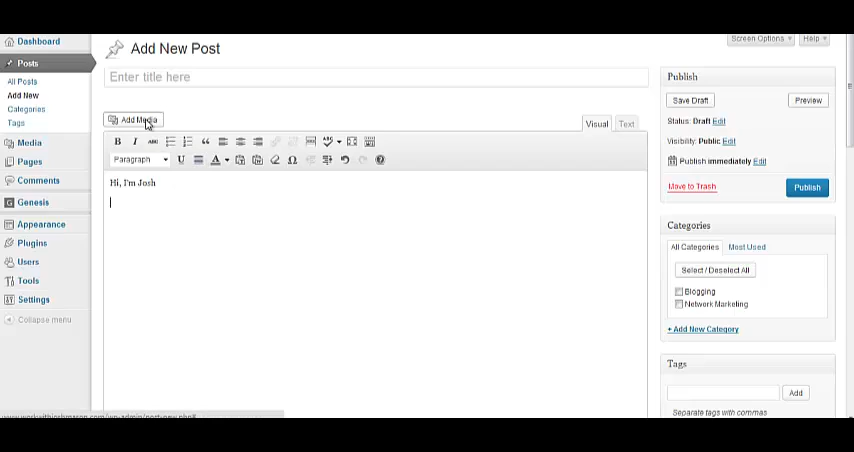 Dashboard
Posts
All Posts
Add New
Categories
Tags
Media
Pages
Comments
Genesis
Appearance
Plugins
Users
Tools
Settings
Collapse menu
Screen Options
Help
Add New Post
Enter title here
Add Media
Visual
Text
B I ABC
Paragraph U A
Hi, I'm Josh
Publish
Save Draft
Preview
Status: Draft Edit
Visibility: Public Edit
Publish immediately Edit
Move to Trash
Publish
Categories
All Categories
Most Used
Select / Deselect All
Blogging
Network Marketing
+ Add New Category
Tags
Add
Separate tags with commas